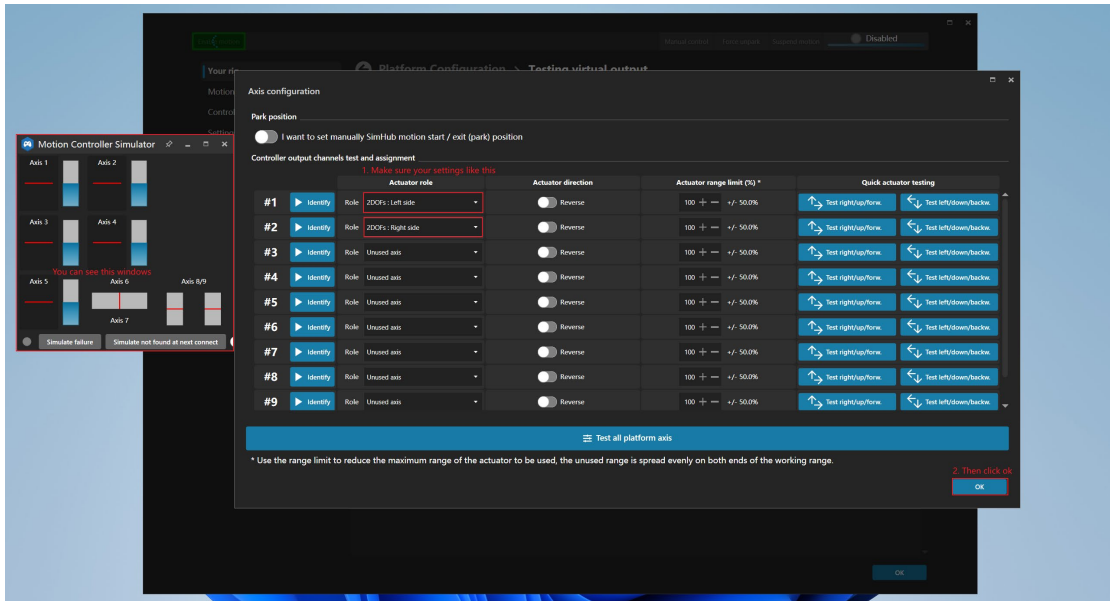 Disabled
Manual control
Your rig
Platform Configuration > Testing virtual output
Motion
Control
Settings
Axis configuration
Park position
I want to set manually SimHub motion start / exit (park) position
Controller output channels test and assignment
1. Make sure your settings like this
Actuator role Actuator direction Actuator range limit (%) * Quick actuator testing
#1 Identify Role 2DOFs : Left side Reverse 100 + − +/- 50.0% Test right/up/forw. Test left/down/backw.
#2 Identify Role 2DOFs : Right side Reverse 100 + − +/- 50.0% Test right/up/forw. Test left/down/backw.
#3 Identify Role Unused axis Reverse 100 + − +/- 50.0% Test right/up/forw. Test left/down/backw.
#4 Identify Role Unused axis Reverse 100 + − +/- 50.0% Test right/up/forw. Test left/down/backw.
#5 Identify Role Unused axis Reverse 100 + − +/- 50.0% Test right/up/forw. Test left/down/backw.
#6 Identify Role Unused axis Reverse 100 + − +/- 50.0% Test right/up/forw. Test left/down/backw.
#7 Identify Role Unused axis Reverse 100 + − +/- 50.0% Test right/up/forw. Test left/down/backw.
#8 Identify Role Unused axis Reverse 100 + − +/- 50.0% Test right/up/forw. Test left/down/backw.
#9 Identify Role Unused axis Reverse 100 + − +/- 50.0% Test right/up/forw. Test left/down/backw.
Test all platform axis
* Use the range limit to reduce the maximum range of the actuator to be used, the unused range is spread evenly on both ends of the working range.
2. Then click ok
OK
OK
Motion Controller Simulator
Axis 1 Axis 2
Axis 3 Axis 4
You can see this windows
Axis 5 Axis 6 Axis 8/9
Axis 7
Simulate failure Simulate not found at next connect